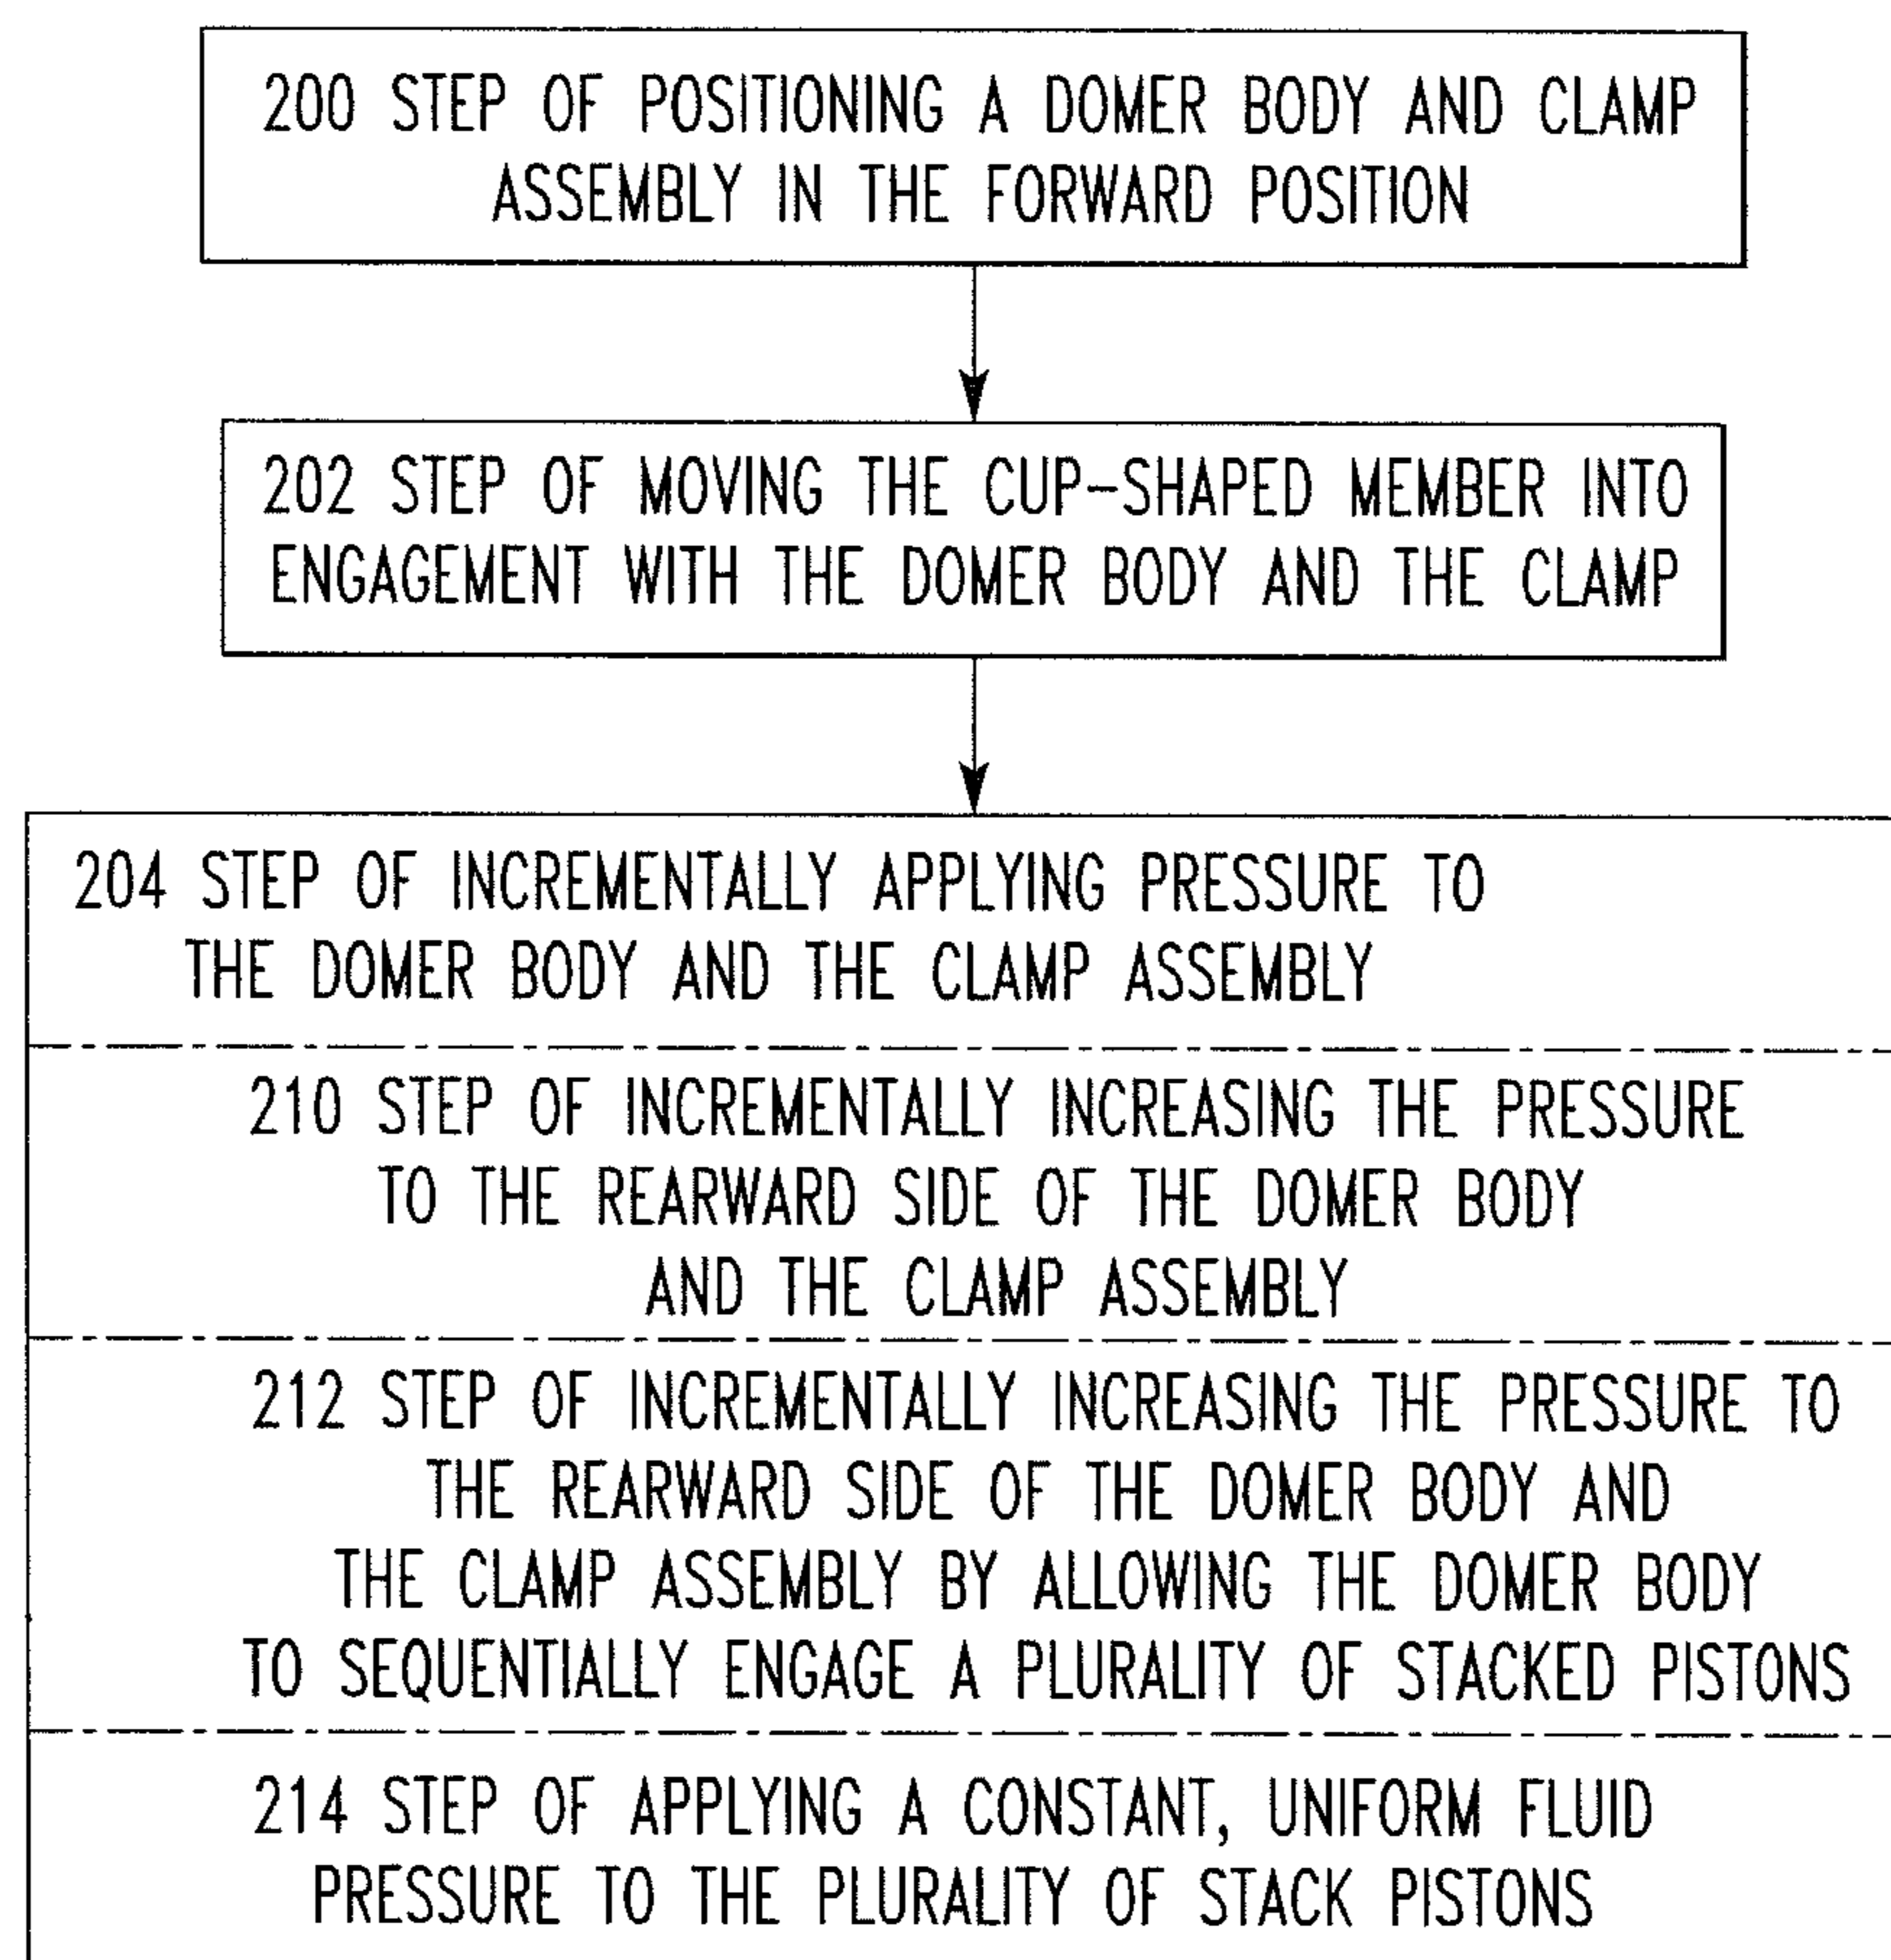 200 STEP OF POSITIONING A DOMER BODY AND CLAMP
ASSEMBLY IN THE FORWARD POSITION
202 STEP OF MOVING THE CUP-SHAPED MEMBER INTO
ENGAGEMENT WITH THE DOMER BODY AND THE CLAMP
204 STEP OF INCREMENTALLY APPLYING PRESSURE TO
THE DOMER BODY AND THE CLAMP ASSEMBLY
210 STEP OF INCREMENTALLY INCREASING THE PRESSURE
TO THE REARWARD SIDE OF THE DOMER BODY
AND THE CLAMP ASSEMBLY
212 STEP OF INCREMENTALLY INCREASING THE PRESSURE TO
THE REARWARD SIDE OF THE DOMER BODY AND
THE CLAMP ASSEMBLY BY ALLOWING THE DOMER BODY
TO SEQUENTIALLY ENGAGE A PLURALITY OF STACKED PISTONS
214 STEP OF APPLYING A CONSTANT, UNIFORM FLUID
PRESSURE TO THE PLURALITY OF STACK PISTONS